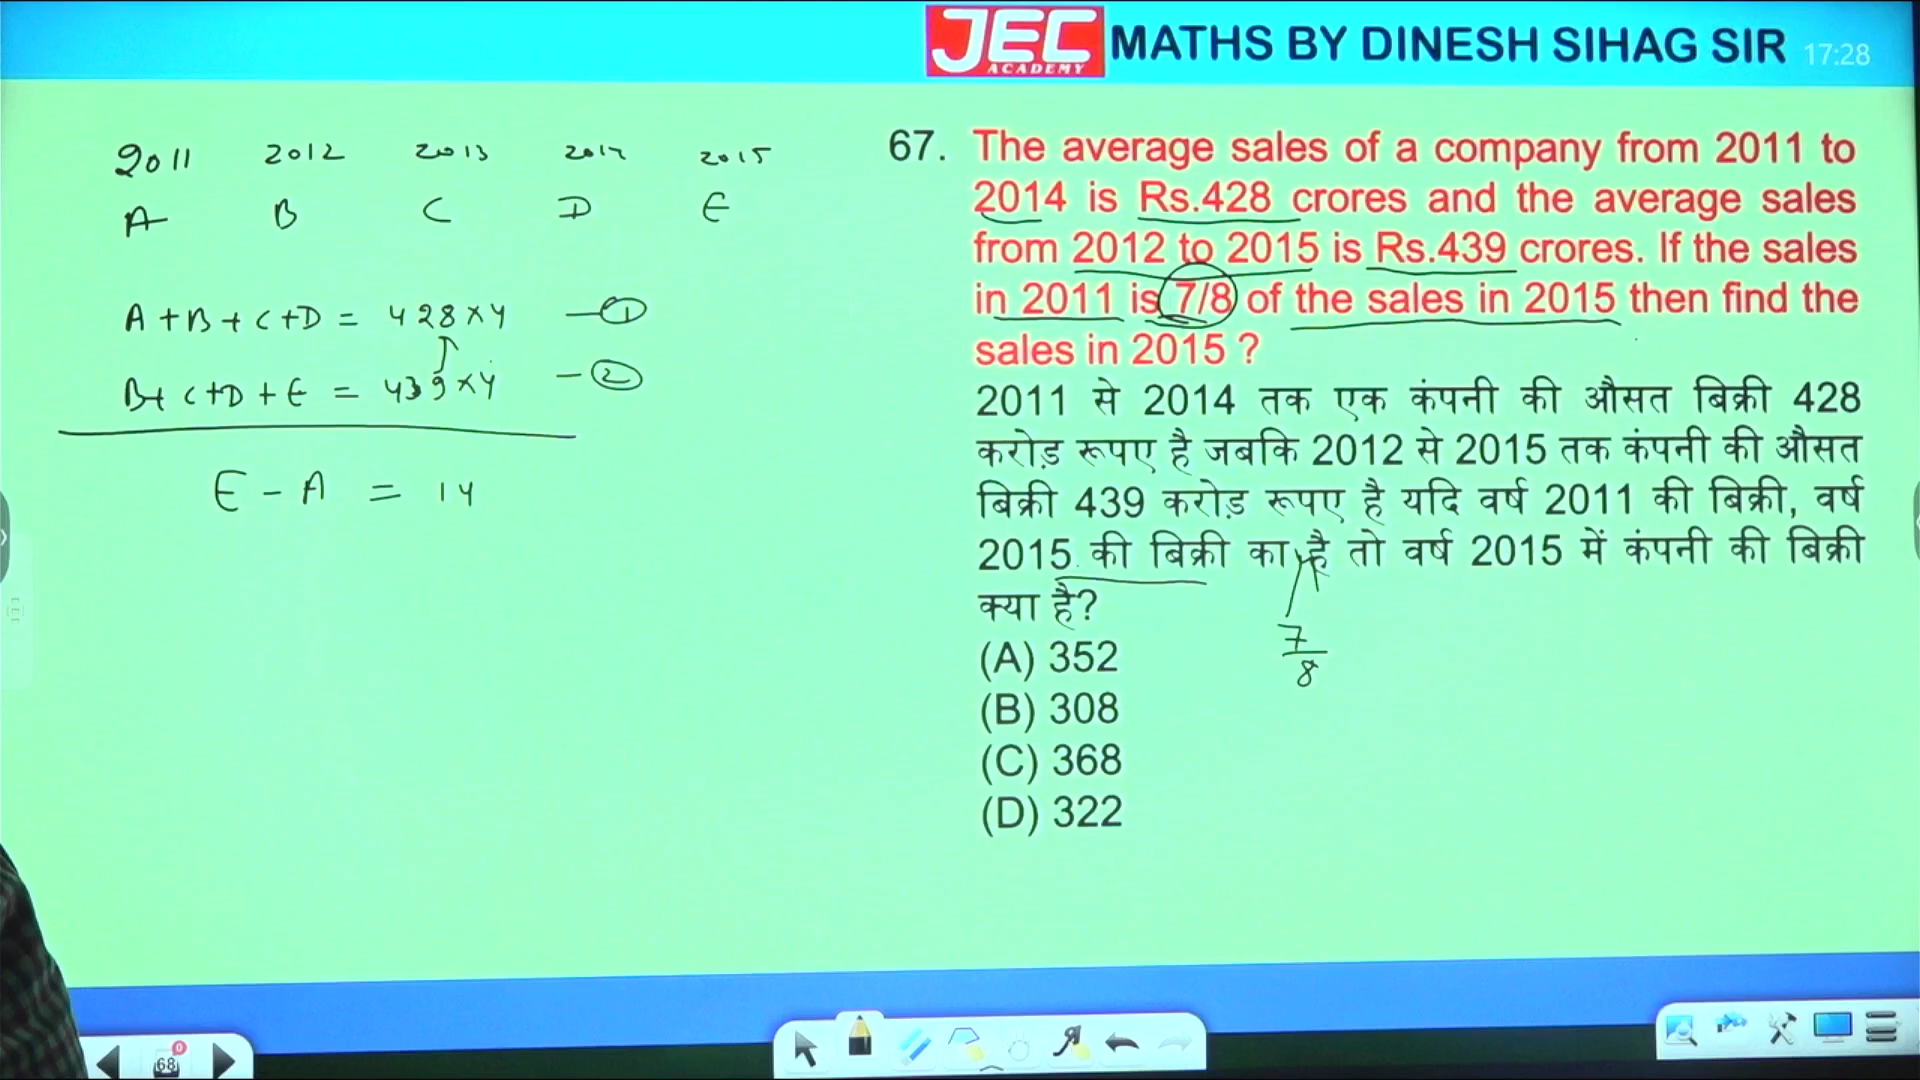 JEC
ACADEMY
MATHS BY DINESH SIHAG SIR
17:28
2011 2012 2013 2014 2015
A B C D E
A + B + C + D = 428 × 4 — 1
B + C + D + E = 439 × 4 — 2
E - A = 14
67. The average sales of a company from 2011 to
2014 is Rs.428 crores and the average sales
from 2012 to 2015 is Rs.439 crores. If the sales
in 2011 is 7/8 of the sales in 2015 then find the
sales in 2015 ?
2011 से 2014 तक एक कंपनी की औसत बिक्री 428
करोड़ रूपए है जबकि 2012 से 2015 तक कंपनी की औसत
बिक्री 439 करोड़ रूपए है यदि वर्ष 2011 की बिक्री, वर्ष
2015 की बिक्री का है तो वर्ष 2015 में कंपनी की बिक्री
क्या है?
7
8
(A) 352
(B) 308
(C) 368
(D) 322
68
0